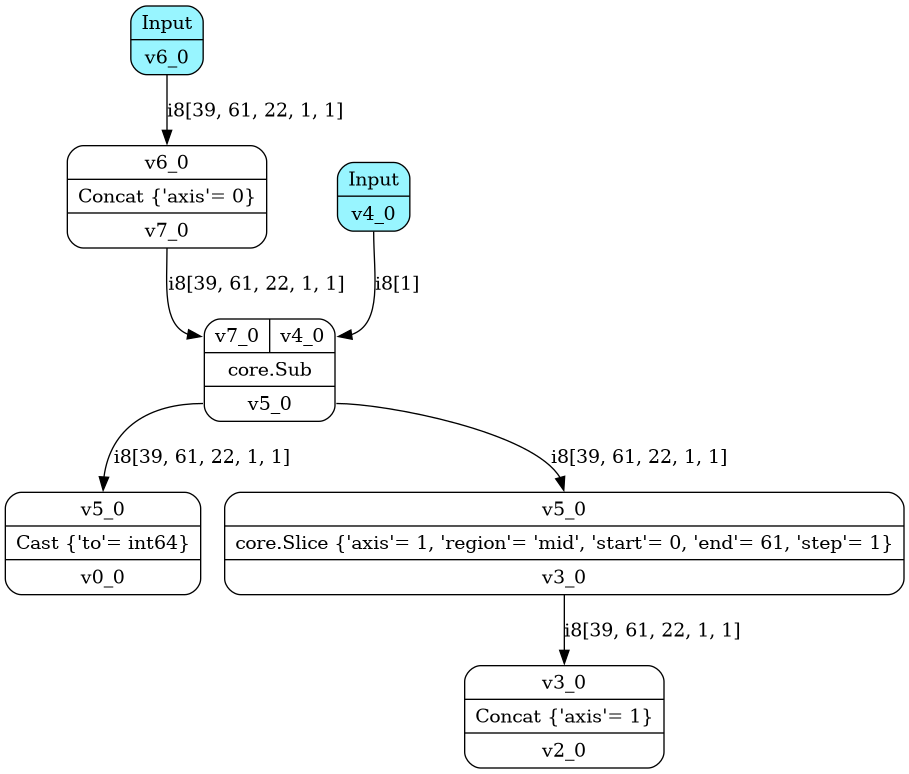 Input
v6_0
i8[39, 61, 22, 1, 1]
v6_0
Concat {'axis'= 0}
v7_0
Input
v4_0
i8[39, 61, 22, 1, 1]
i8[1]
v7_0 v4_0
core.Sub
v5_0
i8[39, 61, 22, 1, 1]
i8[39, 61, 22, 1, 1]
v5_0
Cast {'to'= int64}
v0_0
v5_0
core.Slice {'axis'= 1, 'region'= 'mid', 'start'= 0, 'end'= 61, 'step'= 1}
v3_0
i8[39, 61, 22, 1, 1]
v3_0
Concat {'axis'= 1}
v2_0